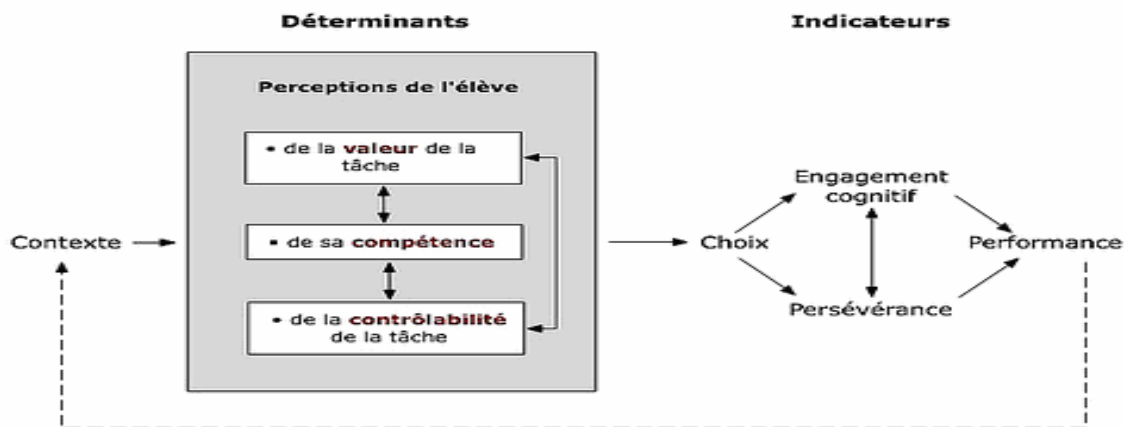 Déterminants
Indicateurs
Perceptions de l'élève
• de la valeur de la
tâche
▪ de sa compétence
• de la contrôlabilité
de la tâche
Contexte
Choix
Engagement
cognitif
Persévérance
Performance